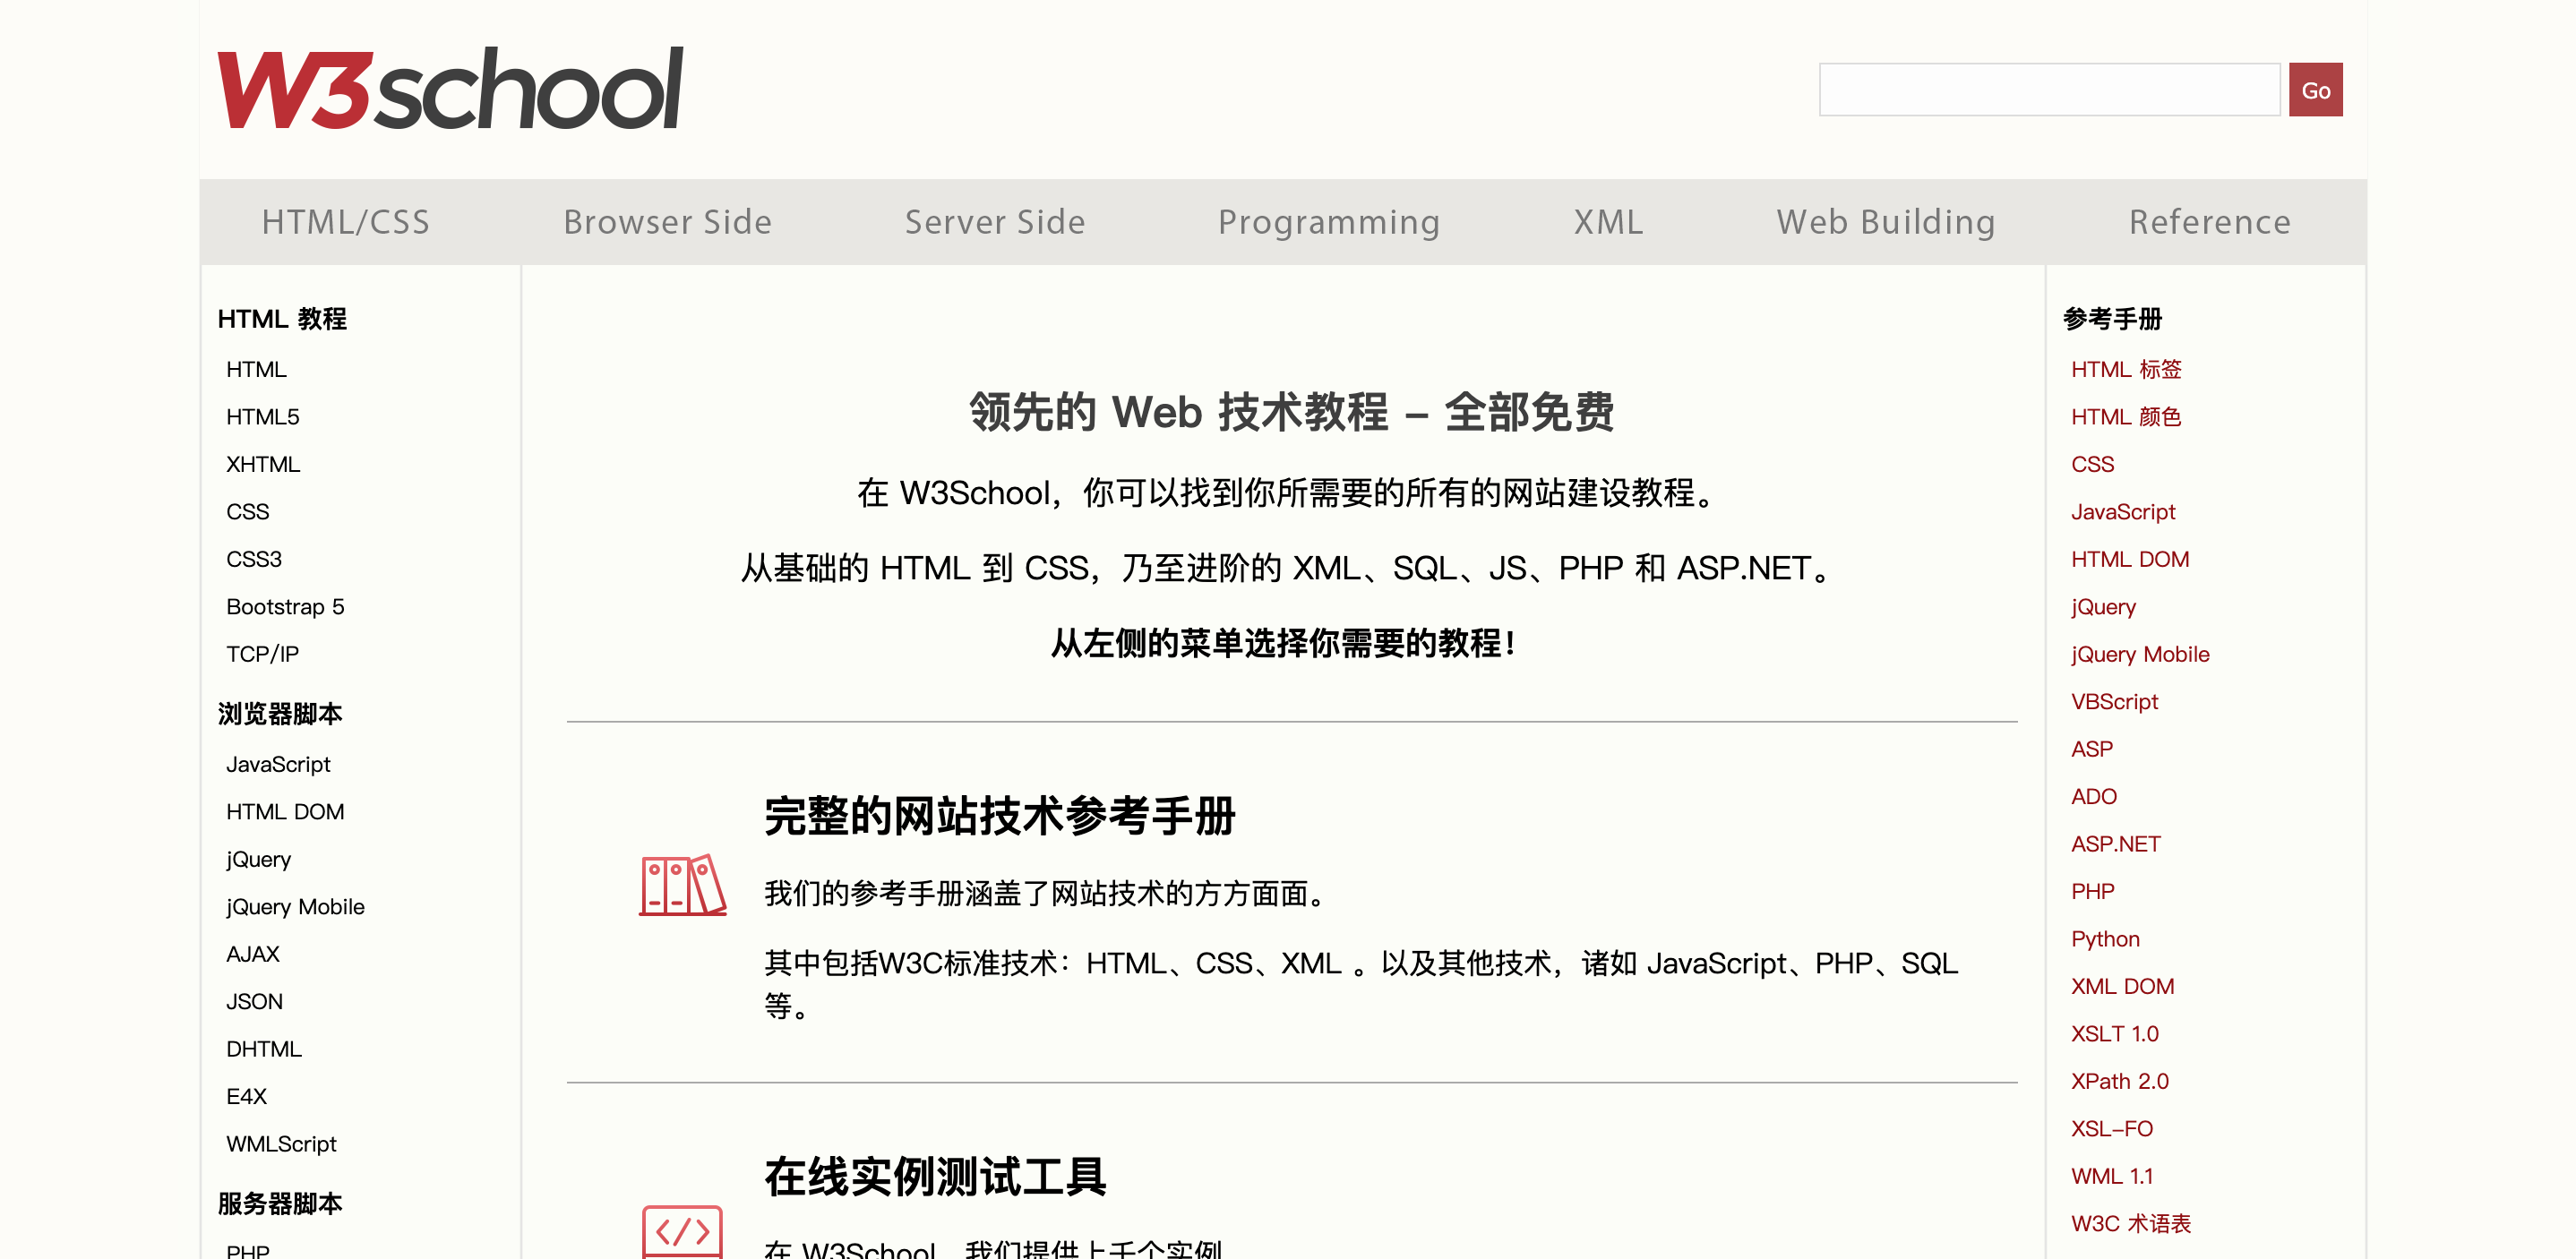 W3school
Go
HTML/CSS
Browser Side
Server Side
Programming
XML
Web Building
Reference
HTML 教程
HTML
HTML5
XHTML
CSS
CSS3
Bootstrap 5
TCP/IP
浏览器脚本
JavaScript
HTML DOM
jQuery
jQuery Mobile
AJAX
JSON
DHTML
E4X
WMLScript
服务器脚本
PHP
领先的 Web 技术教程 – 全部免费
在 W3School，你可以找到你所需要的所有的网站建设教程。
从基础的 HTML 到 CSS，乃至进阶的 XML、SQL、JS、PHP 和 ASP.NET。
从左侧的菜单选择你需要的教程！
完整的网站技术参考手册
我们的参考手册涵盖了网站技术的方方面面。
其中包括W3C标准技术：HTML、CSS、XML 。以及其他技术，诸如 JavaScript、PHP、SQL
等。
在线实例测试工具
在 W3School，我们提供上千个实例
参考手册
HTML 标签
HTML 颜色
CSS
JavaScript
HTML DOM
jQuery
jQuery Mobile
VBScript
ASP
ADO
ASP.NET
PHP
Python
XML DOM
XSLT 1.0
XPath 2.0
XSL-FO
WML 1.1
W3C 术语表